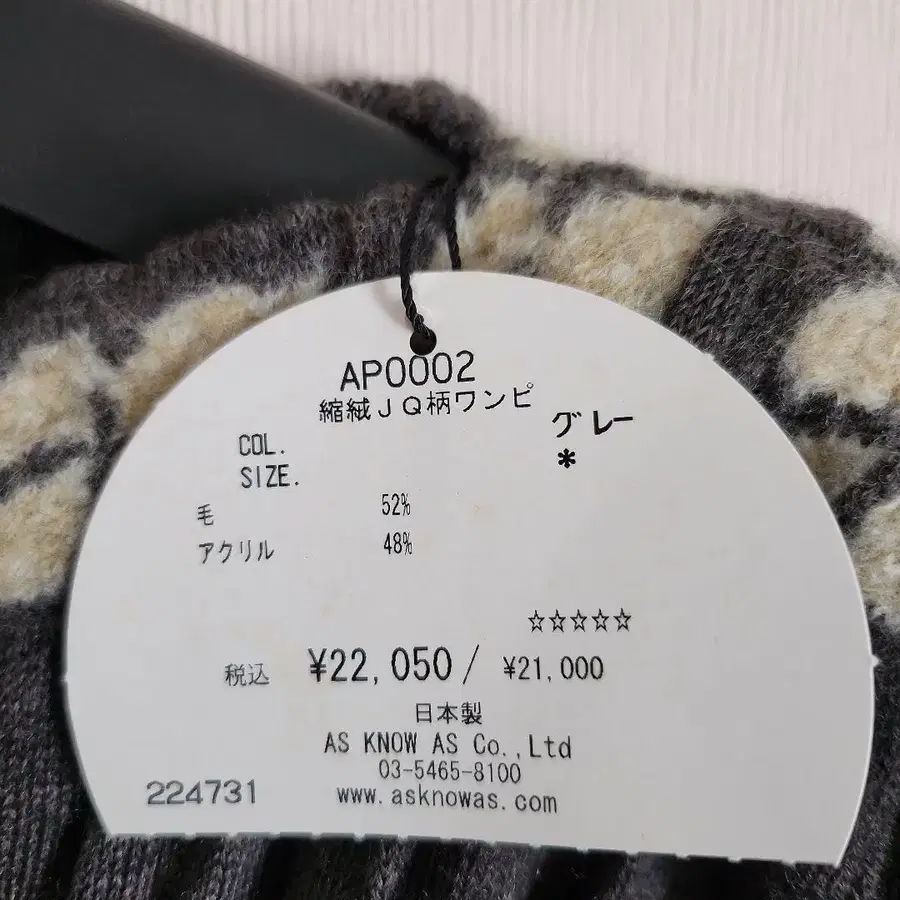 AP0002
縮絨JQ柄ワンピ
COL. グレー
SIZE. *
毛 52%
アクリル 48%
☆☆☆☆☆
税込 ¥22,050/ ¥21,000
日本製
AS KNOW AS Co.,Ltd
03-5465-8100
224731 www.asknowas.com